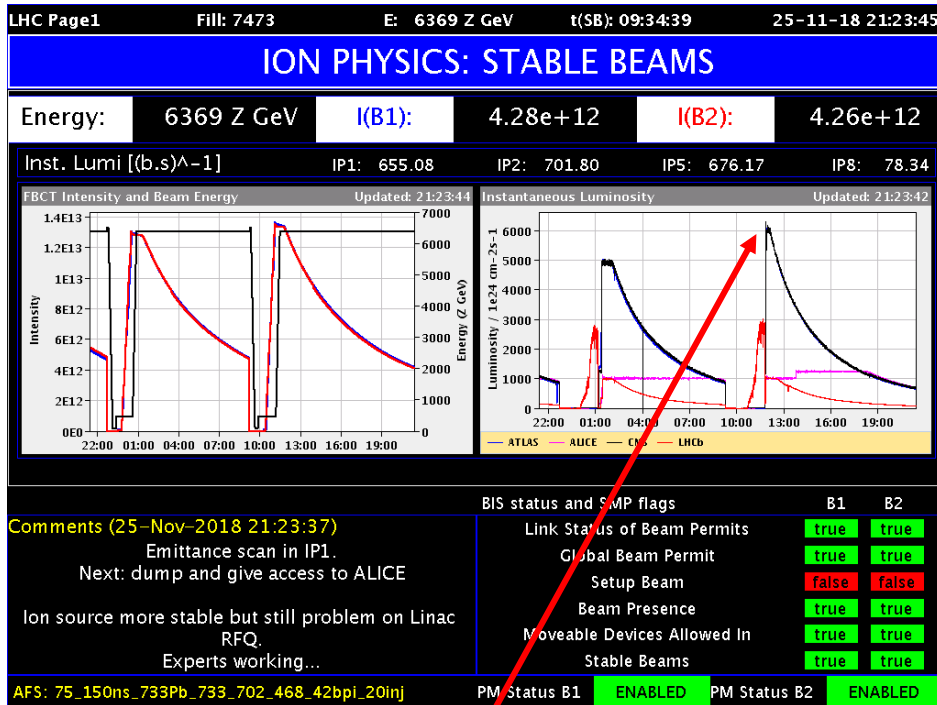 LHC Page1 Fill: 7473 E: 6369 Z GeV t(SB): 09:34:39 25-11-18 21:23:45
ION PHYSICS: STABLE BEAMS
Energy: 6369 Z GeV I(B1): 4.28e+12 I(B2): 4.26e+12
Inst. Lumi [(b.s)^-1] IP1: 655.08 IP2: 701.80 IP5: 676.17 IP8: 78.34
FBCT Intensity and Beam Energy Updated: 21:23:44
1.4E13 7000
1.2E13 6000
1E13 5000
8E12 4000
6E12 3000
4E12 2000
2E12 1000
0E0 0
Intensity
Energy (Z GeV)
22:00 01:00 04:00 07:00 10:00 13:00 16:00 19:00
Instantaneous Luminosity Updated: 21:23:42
6000
5000
4000
3000
2000
1000
0
Luminosity / 1e24 cm-2s-1
22:00 01:00 04:00 07:00 10:00 13:00 16:00 19:00
ATLAS ALICE CMS LHCb
Comments (25-Nov-2018 21:23:37)
Emittance scan in IP1.
Next: dump and give access to ALICE
Ion source more stable but still problem on Linac
RFQ.
Experts working...
BIS status and SMP flags B1 B2
Link Status of Beam Permits true true
Global Beam Permit true true
Setup Beam false false
Beam Presence true true
Moveable Devices Allowed In true true
Stable Beams true true
AFS: 75_150ns_733Pb_733_702_468_42bpi_20inj PM Status B1 ENABLED PM Status B2 ENABLED